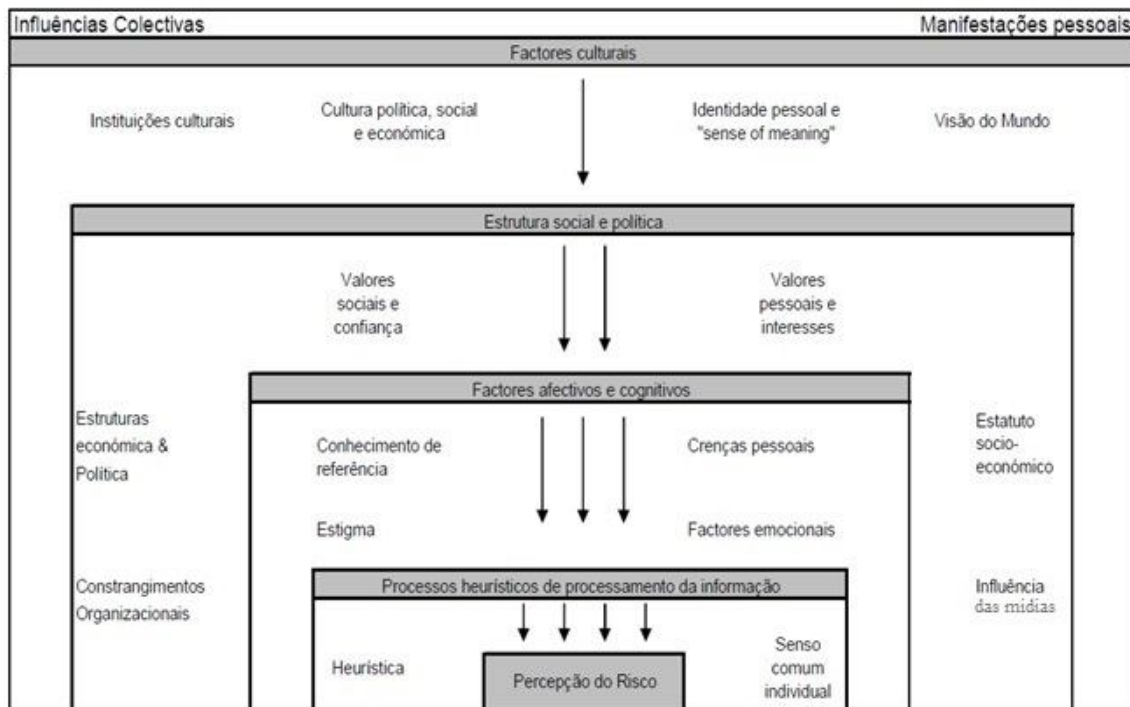 Influências Colectivas
Manifestações pessoais
Factores culturais
Instituições culturais
Cultura política, social
e económica
Identidade pessoal e
"sense of meaning"
Visão do Mundo
Estrutura social e política
Valores
sociais e
confiança
Valores
pessoais e
interesses
Factores afectivos e cognitivos
Estruturas
económica &
Política
Conhecimento de
referência
Crenças pessoais
Estatuto
socio-
económico
Estigma
Factores emocionais
Processos heurísticos de processamento da informação
Constrangimentos
Organizacionais
Influência
das mídias
Heurística
Percepção do Risco
Senso
comum
individual